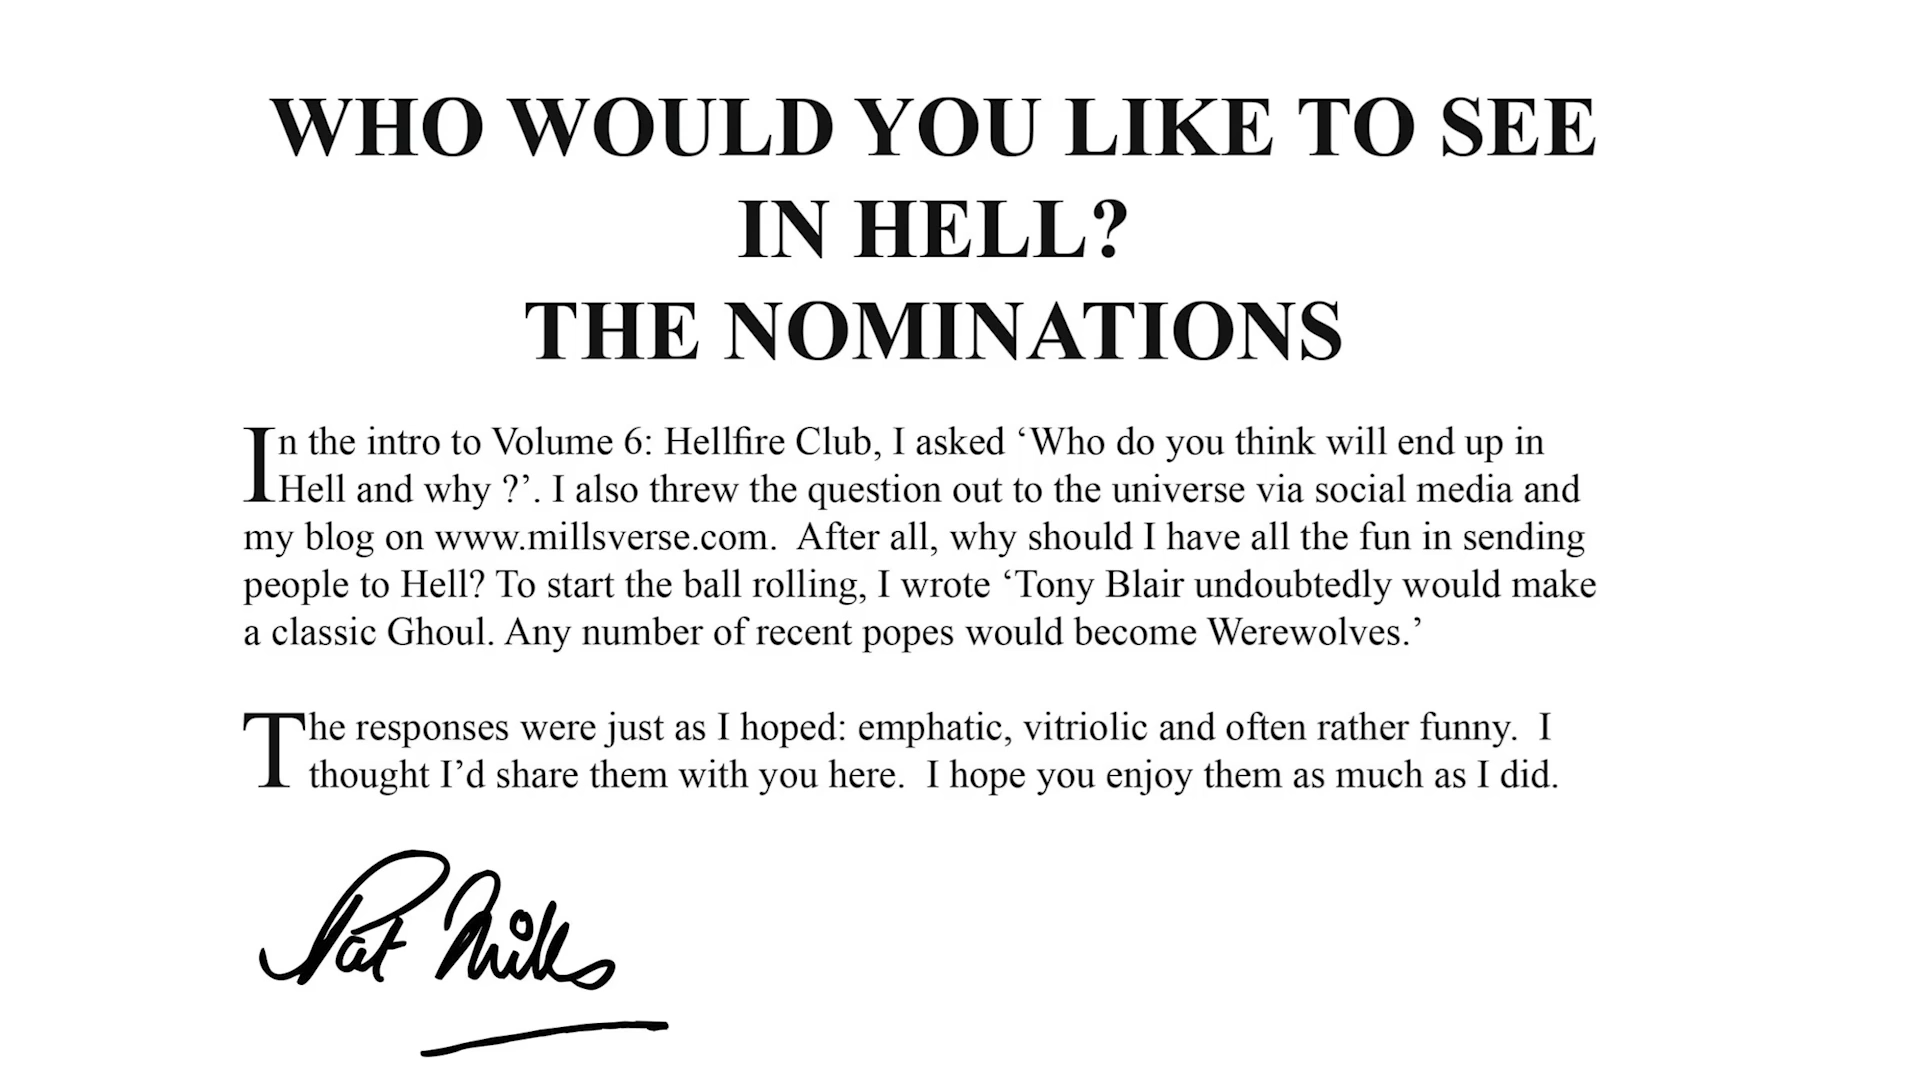 WHO WOULD YOU LIKE TO SEE
IN HELL?
THE NOMINATIONS
In the intro to Volume 6: Hellfire Club, I asked ‘Who do you think will end up in
Hell and why ?’. I also threw the question out to the universe via social media and
my blog on www.millsverse.com.  After all, why should I have all the fun in sending
people to Hell? To start the ball rolling, I wrote ‘Tony Blair undoubtedly would make
a classic Ghoul. Any number of recent popes would become Werewolves.’
The responses were just as I hoped: emphatic, vitriolic and often rather funny.  I
thought I’d share them with you here.  I hope you enjoy them as much as I did.
Pat Mills